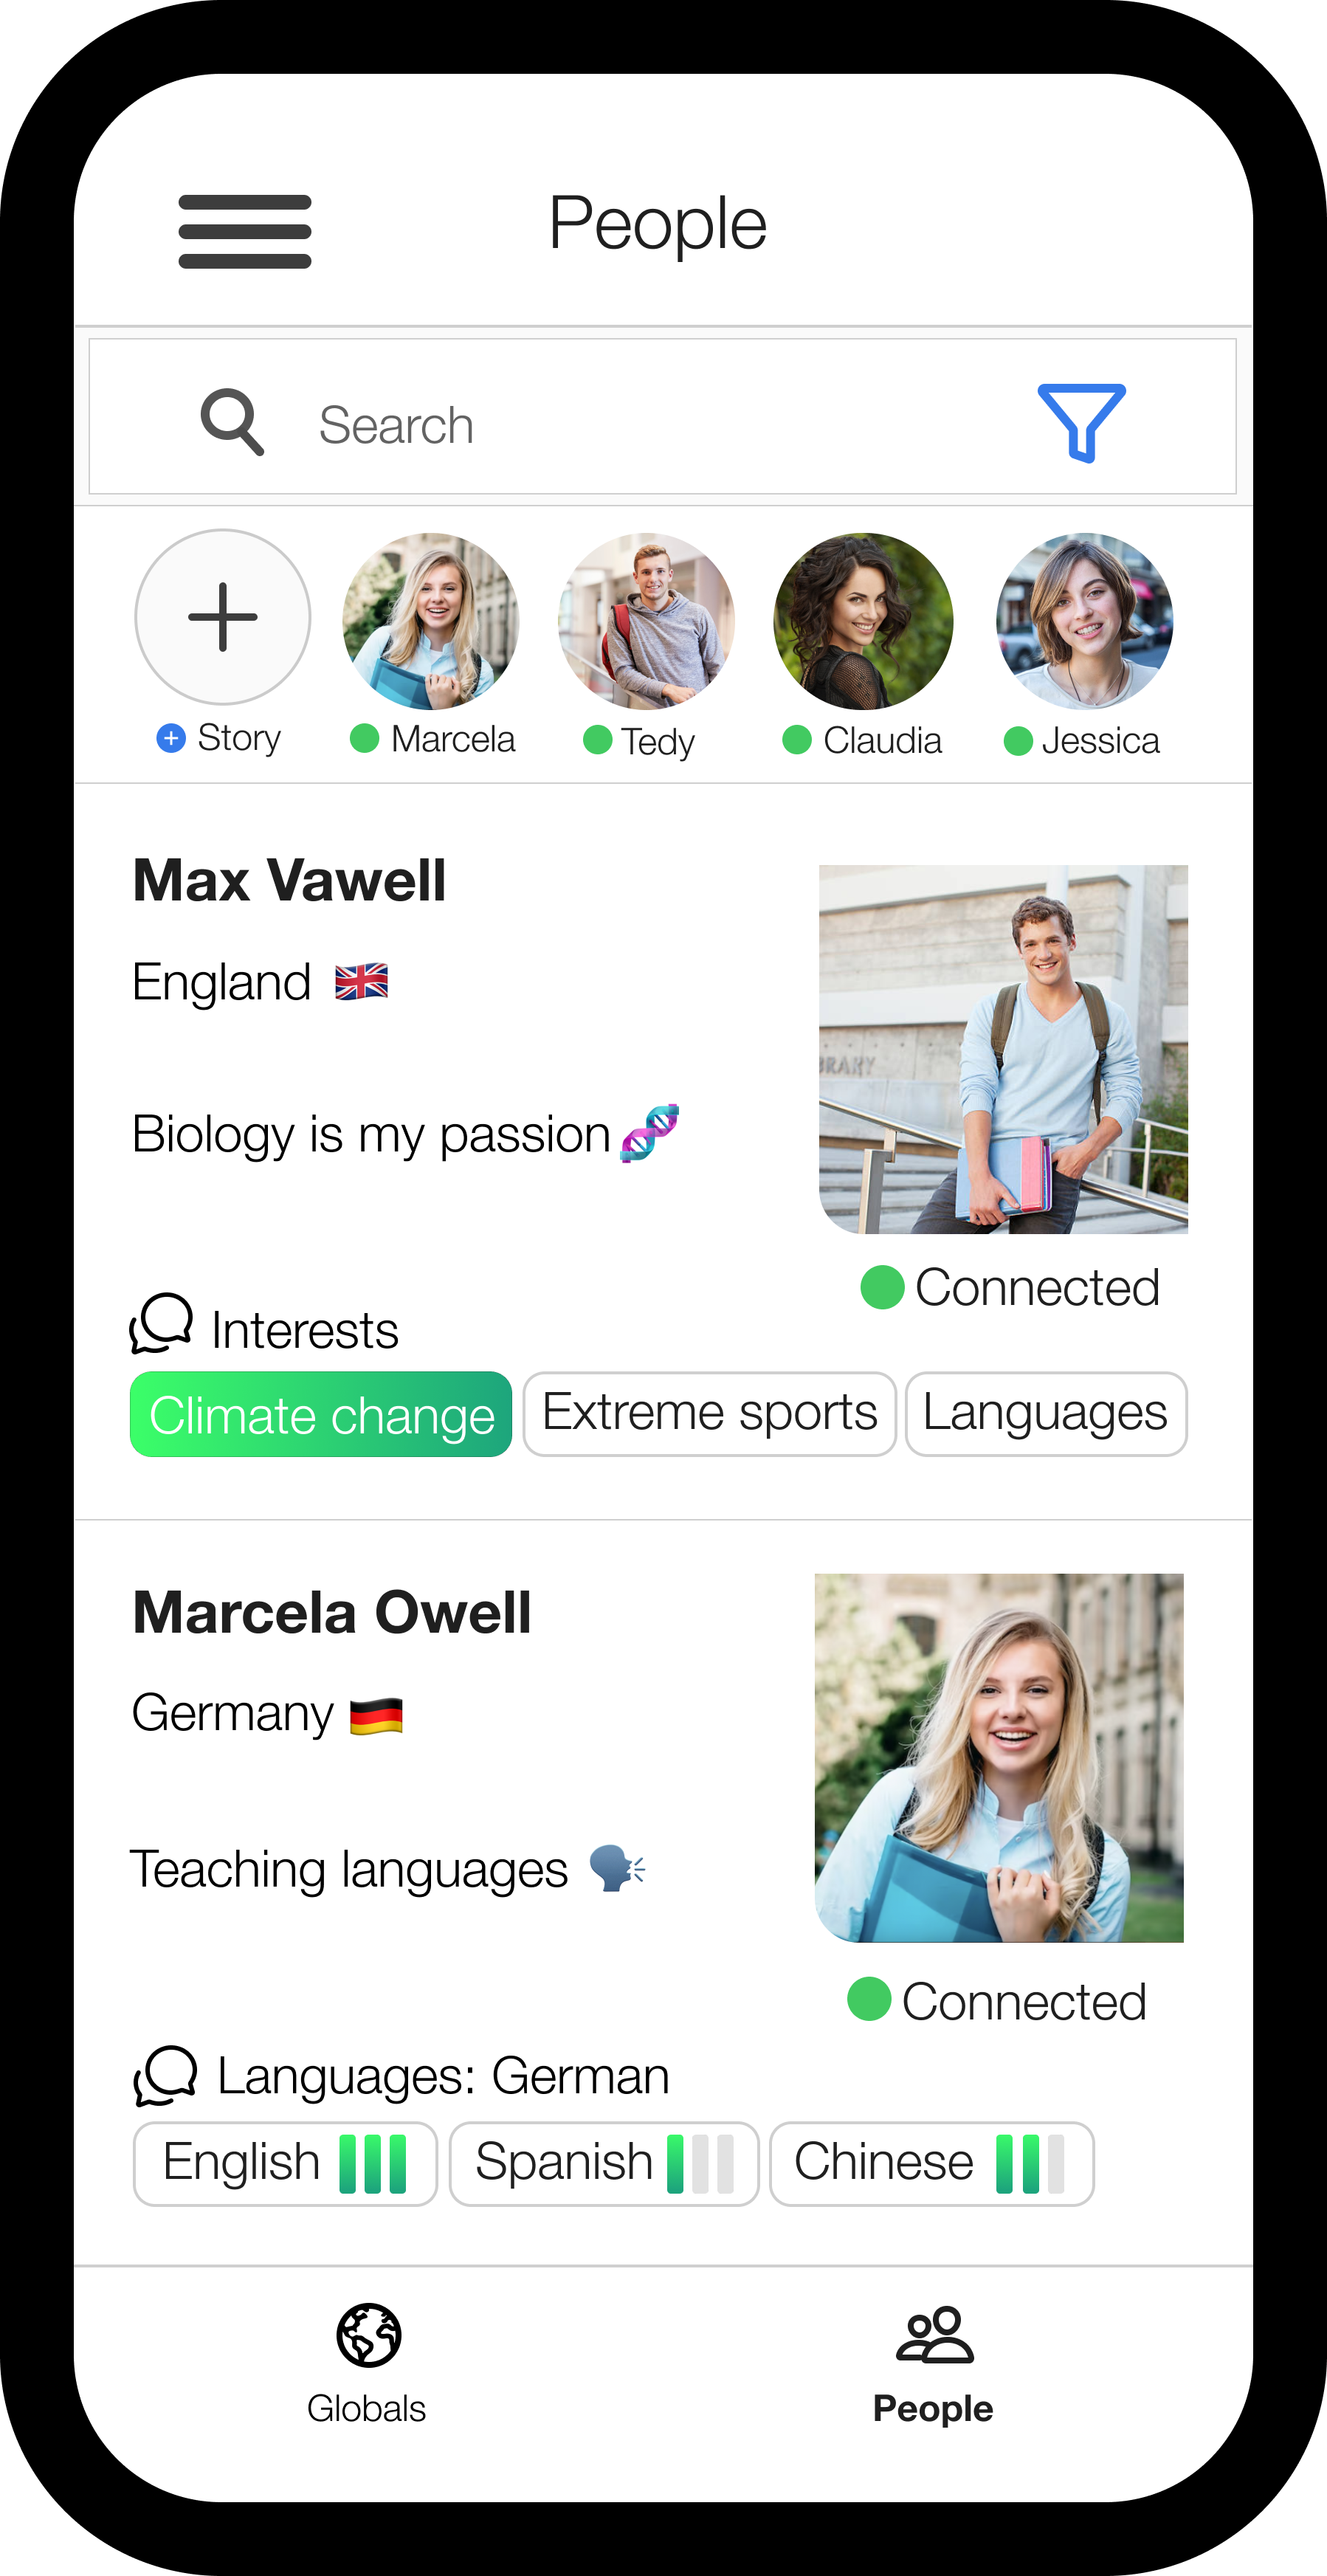 People
Search
Story Marcela Tedy Claudia Jessica
Max Vawell
England 🇬🇧
Biology is my passion 🧬
BRARY
Connected
Interests
Climate change Extreme sports Languages
Marcela Owell
Germany 🇩🇪
Teaching languages 🗣
Connected
Languages: German
English Spanish Chinese
Globals People